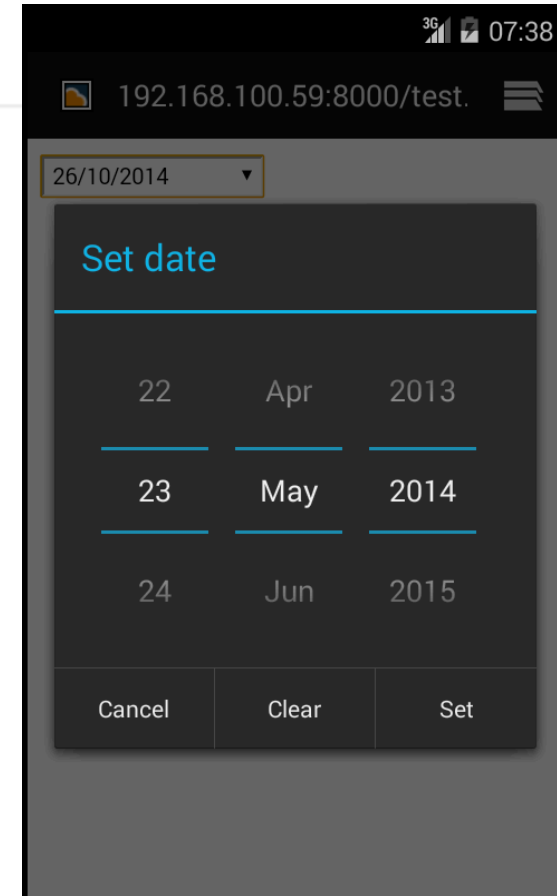 3G 07:38
192.168.100.59:8000/test.
26/10/2014
Set date
22 Apr 2013
23 May 2014
24 Jun 2015
Cancel Clear Set